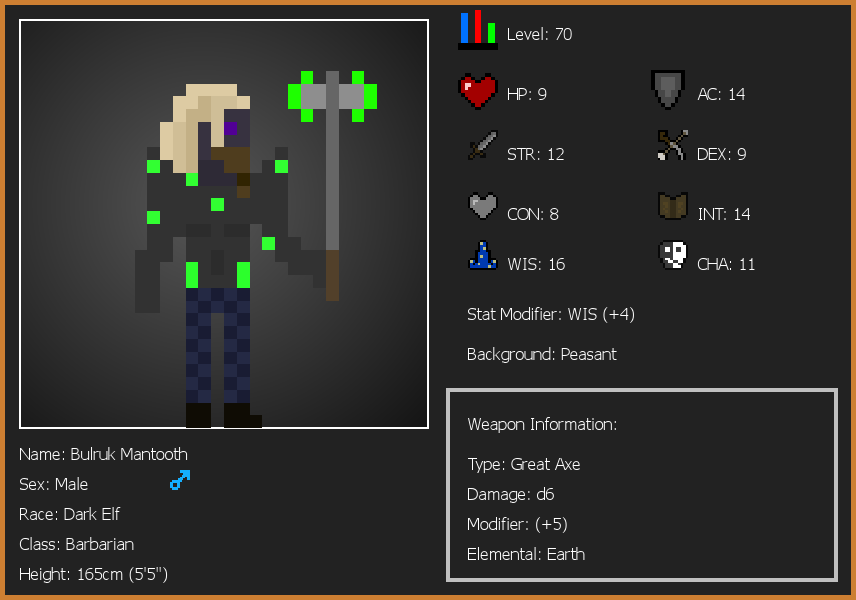 Level: 70
HP: 9
AC: 14
STR: 12
DEX: 9
CON: 8
INT: 14
WIS: 16
CHA: 11
Stat Modifier: WIS (+4)
Background: Peasant
Weapon Information:
Type: Great Axe
Damage: d6
Modifier: (+5)
Elemental: Earth
Name: Bulruk Mantooth
Sex: Male
Race: Dark Elf
Class: Barbarian
Height: 165cm (5'5")